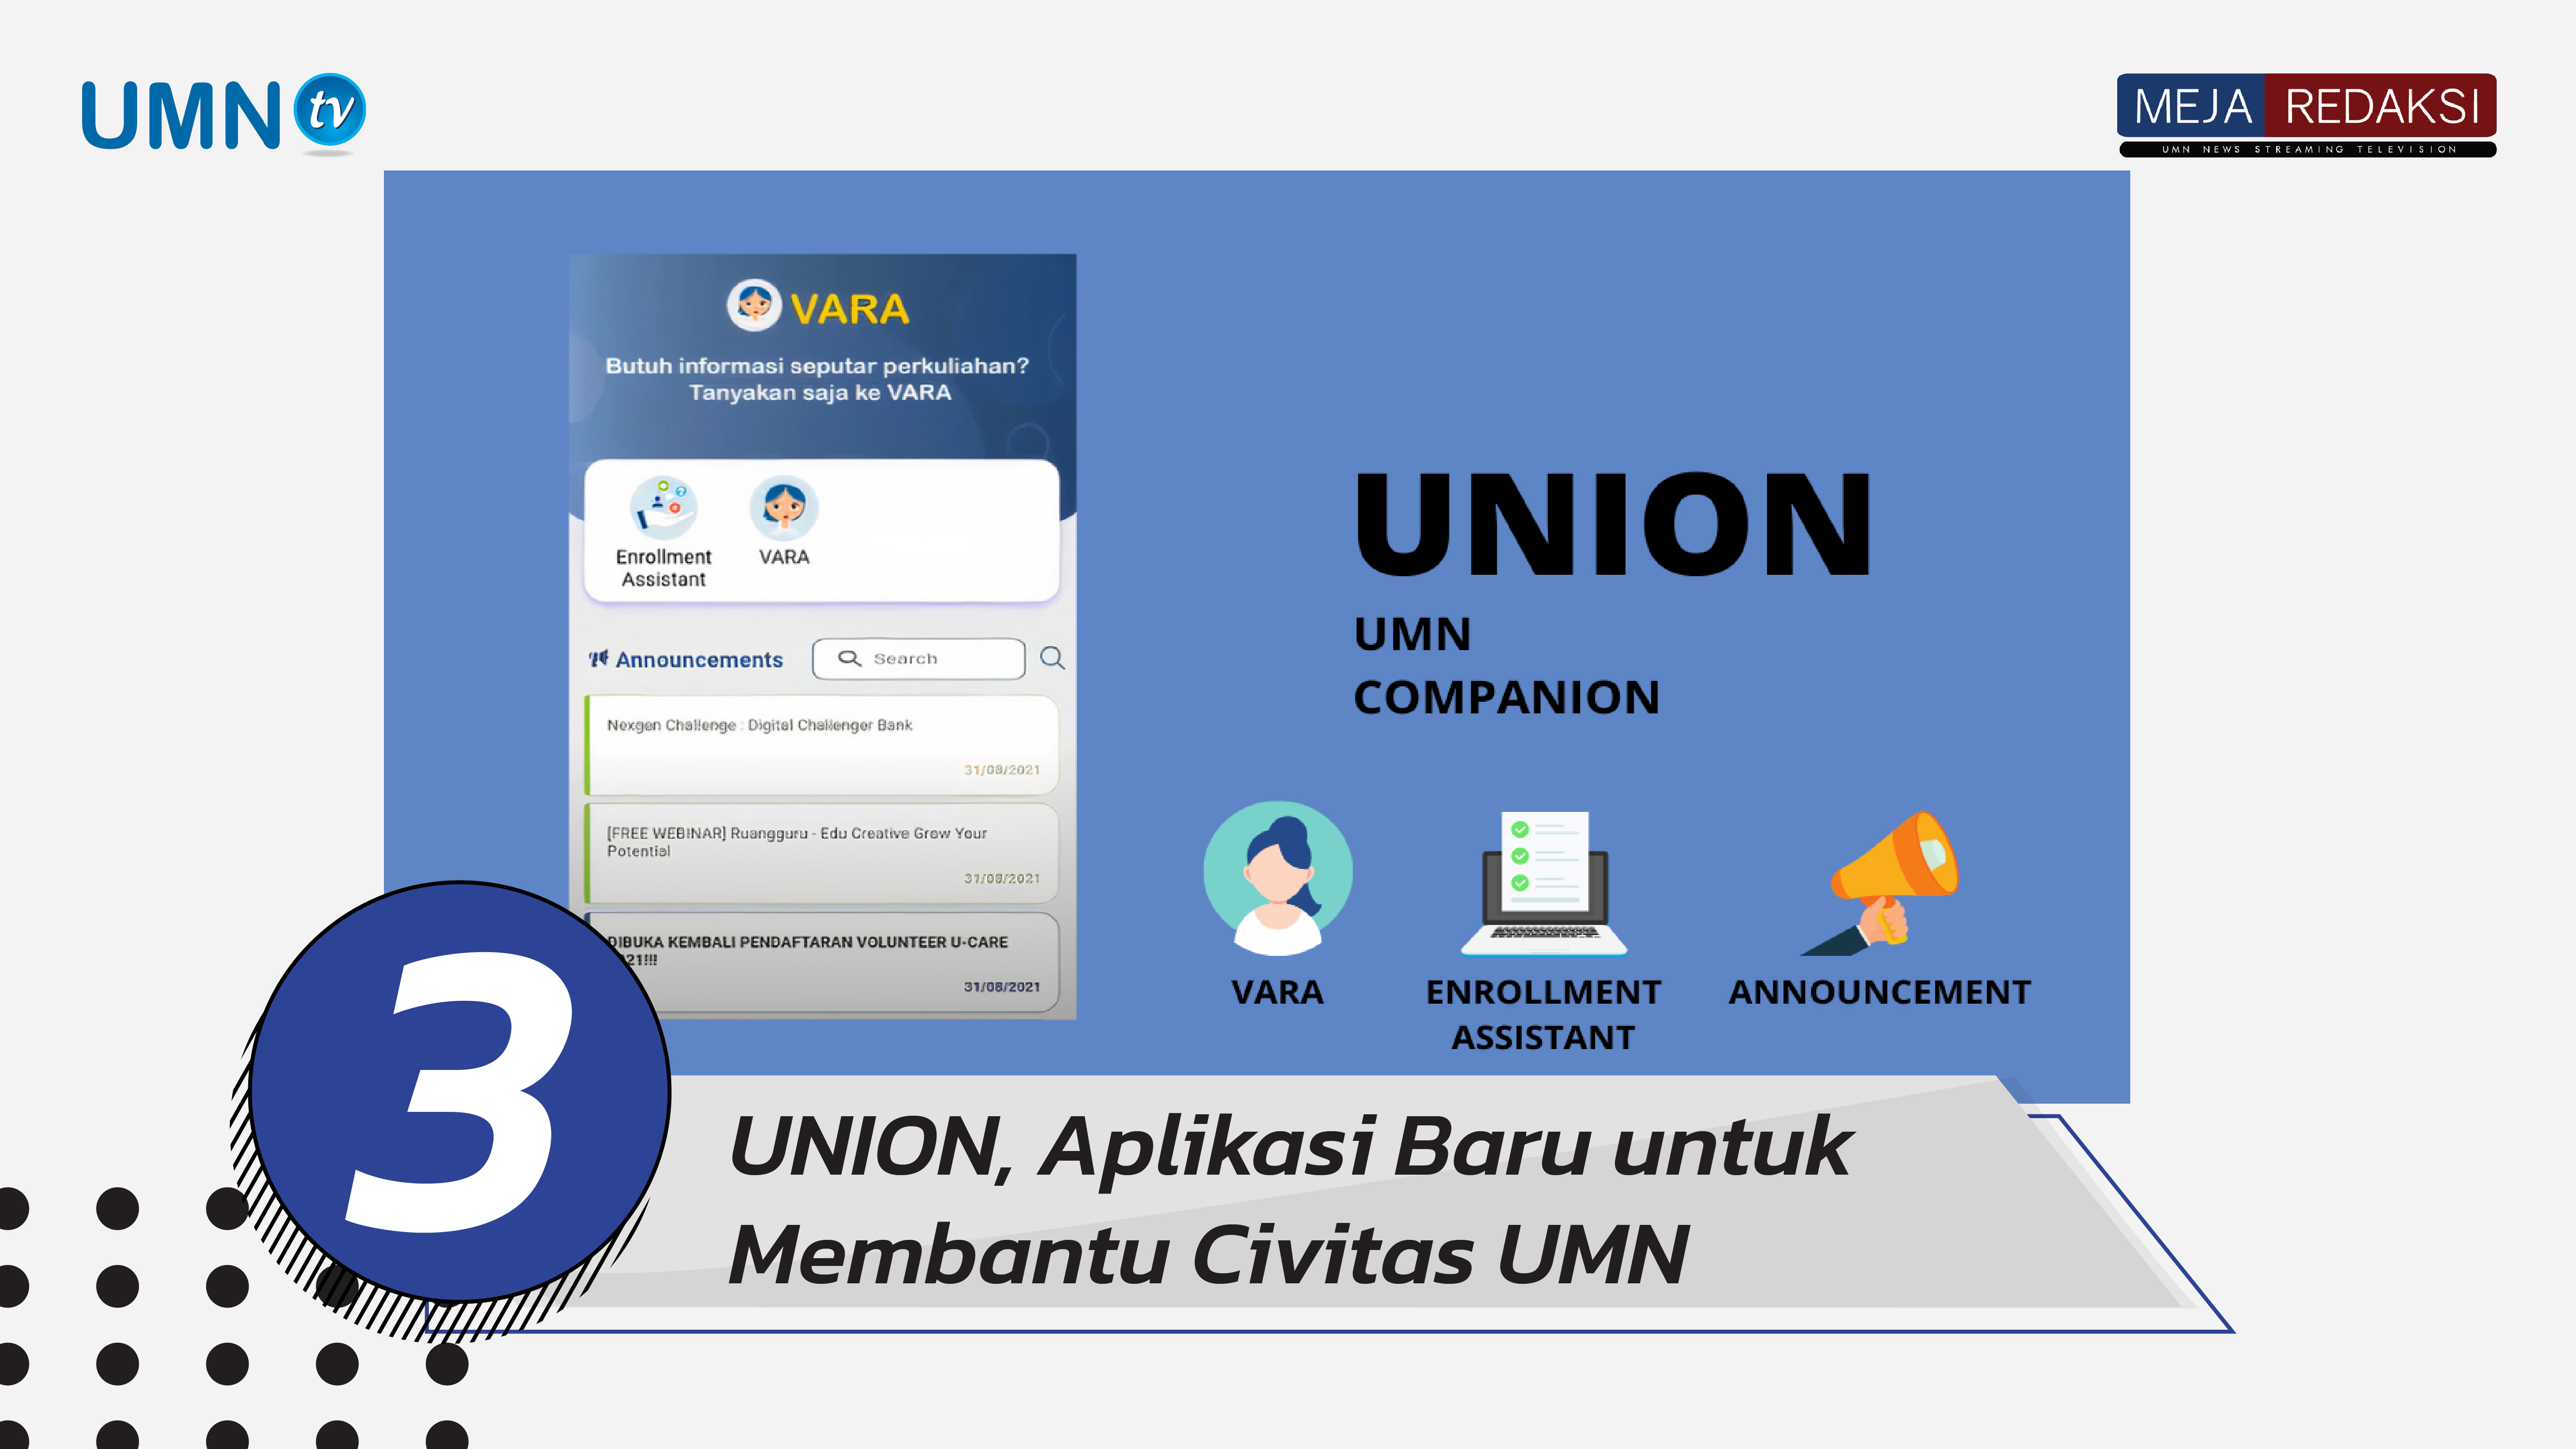 UMN tv
MEJA REDAKSI
UMN NEWS STREAMING TELEVISION
VARA
Butuh informasi seputar perkuliahan?
Tanyakan saja ke VARA
Enrollment
Assistant
VARA
Announcements
Search
Nexgen Challenge : Digital Challenger Bank
31/08/2021
[FREE WEBINAR] Ruangguru - Edu Creative Grow Your
Potential
31/08/2021
DIBUKA KEMBALI PENDAFTARAN VOLUNTEER U-CARE
21!!!
31/08/2021
UNION
UMN
COMPANION
VARA
ENROLLMENT
ASSISTANT
ANNOUNCEMENT
3
UNION, Aplikasi Baru untuk
Membantu Civitas UMN